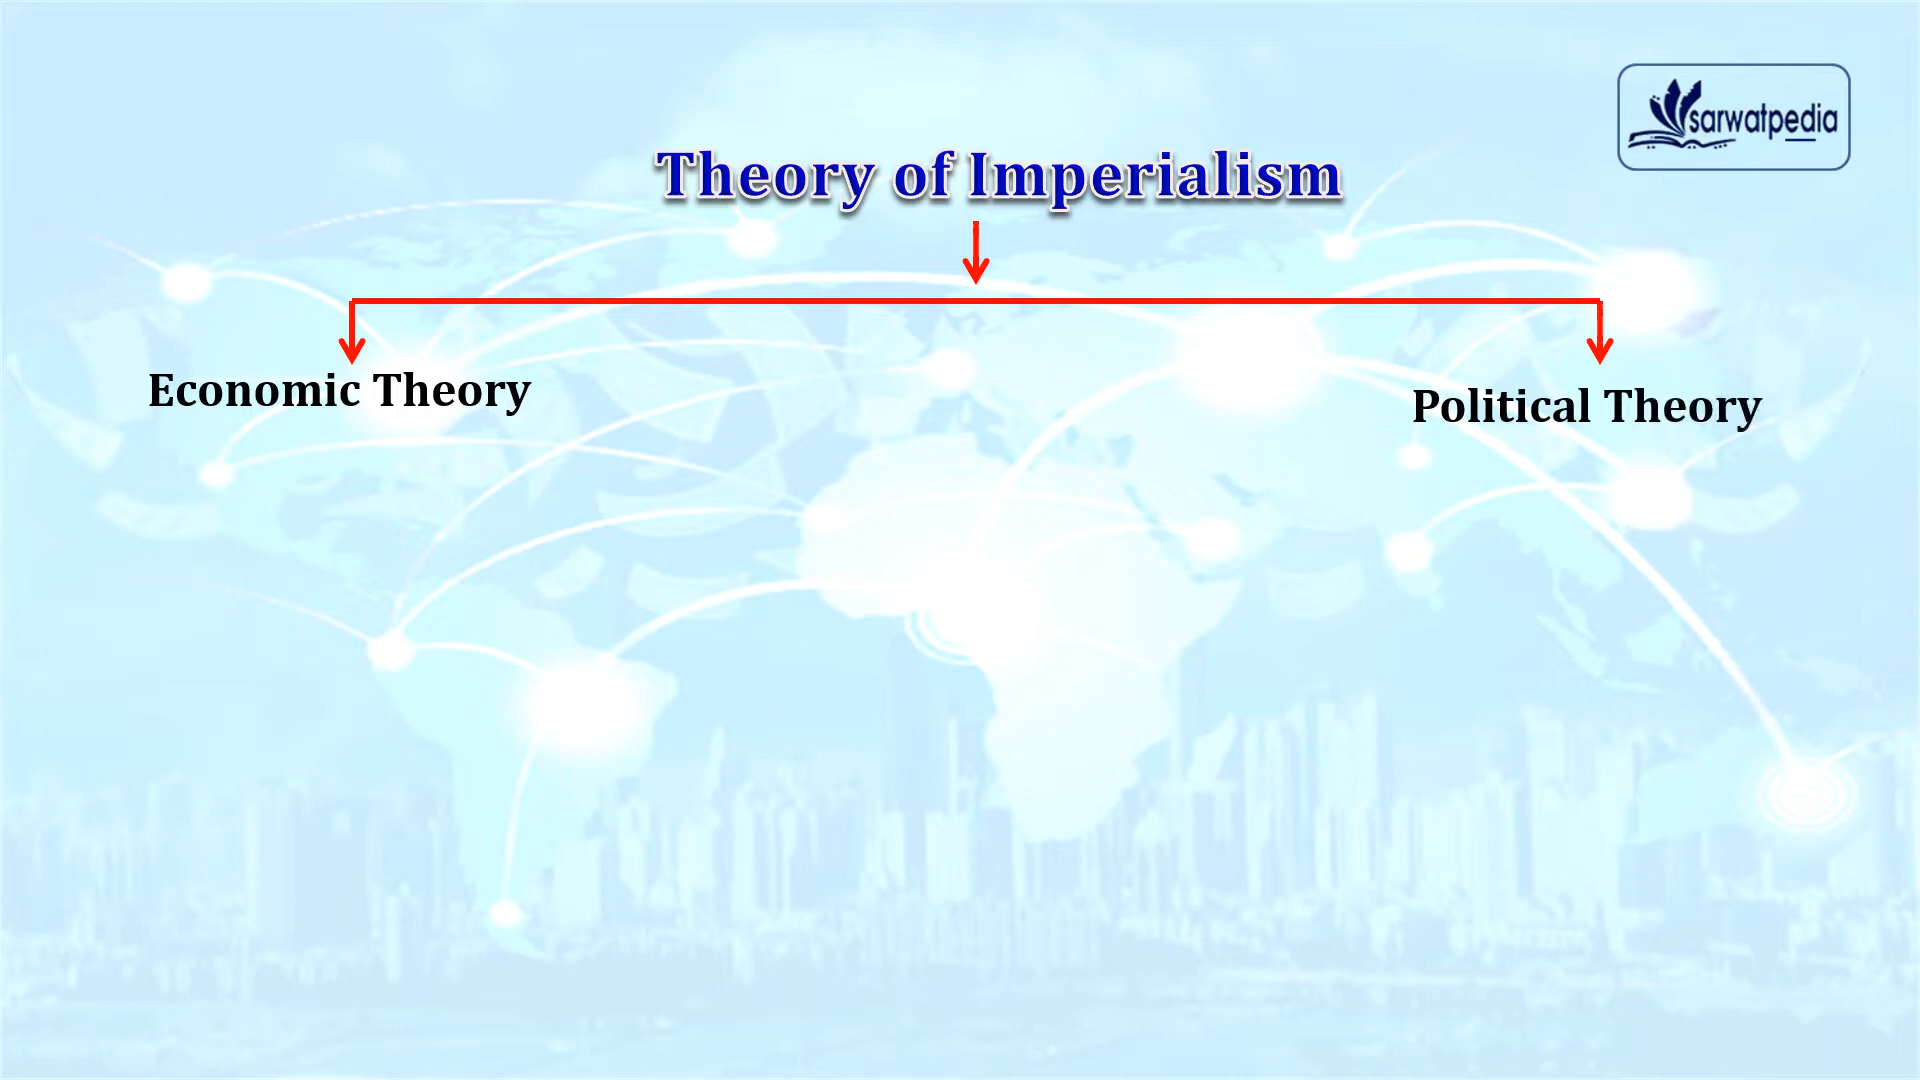 sarwatpedia
Theory of Imperialism
Economic Theory
Political Theory